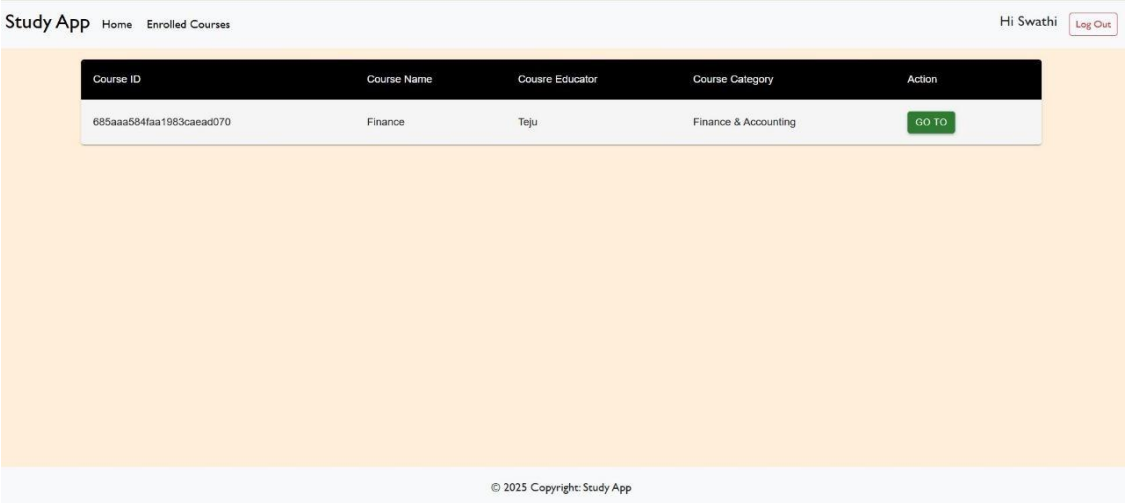 Study App Home Enrolled Courses Hi Swathi Log Out
Course ID Course Name Cousre Educator Course Category Action
685aaa584faa1983caead070 Finance Teju Finance & Accounting GO TO
© 2025 Copyright: Study App